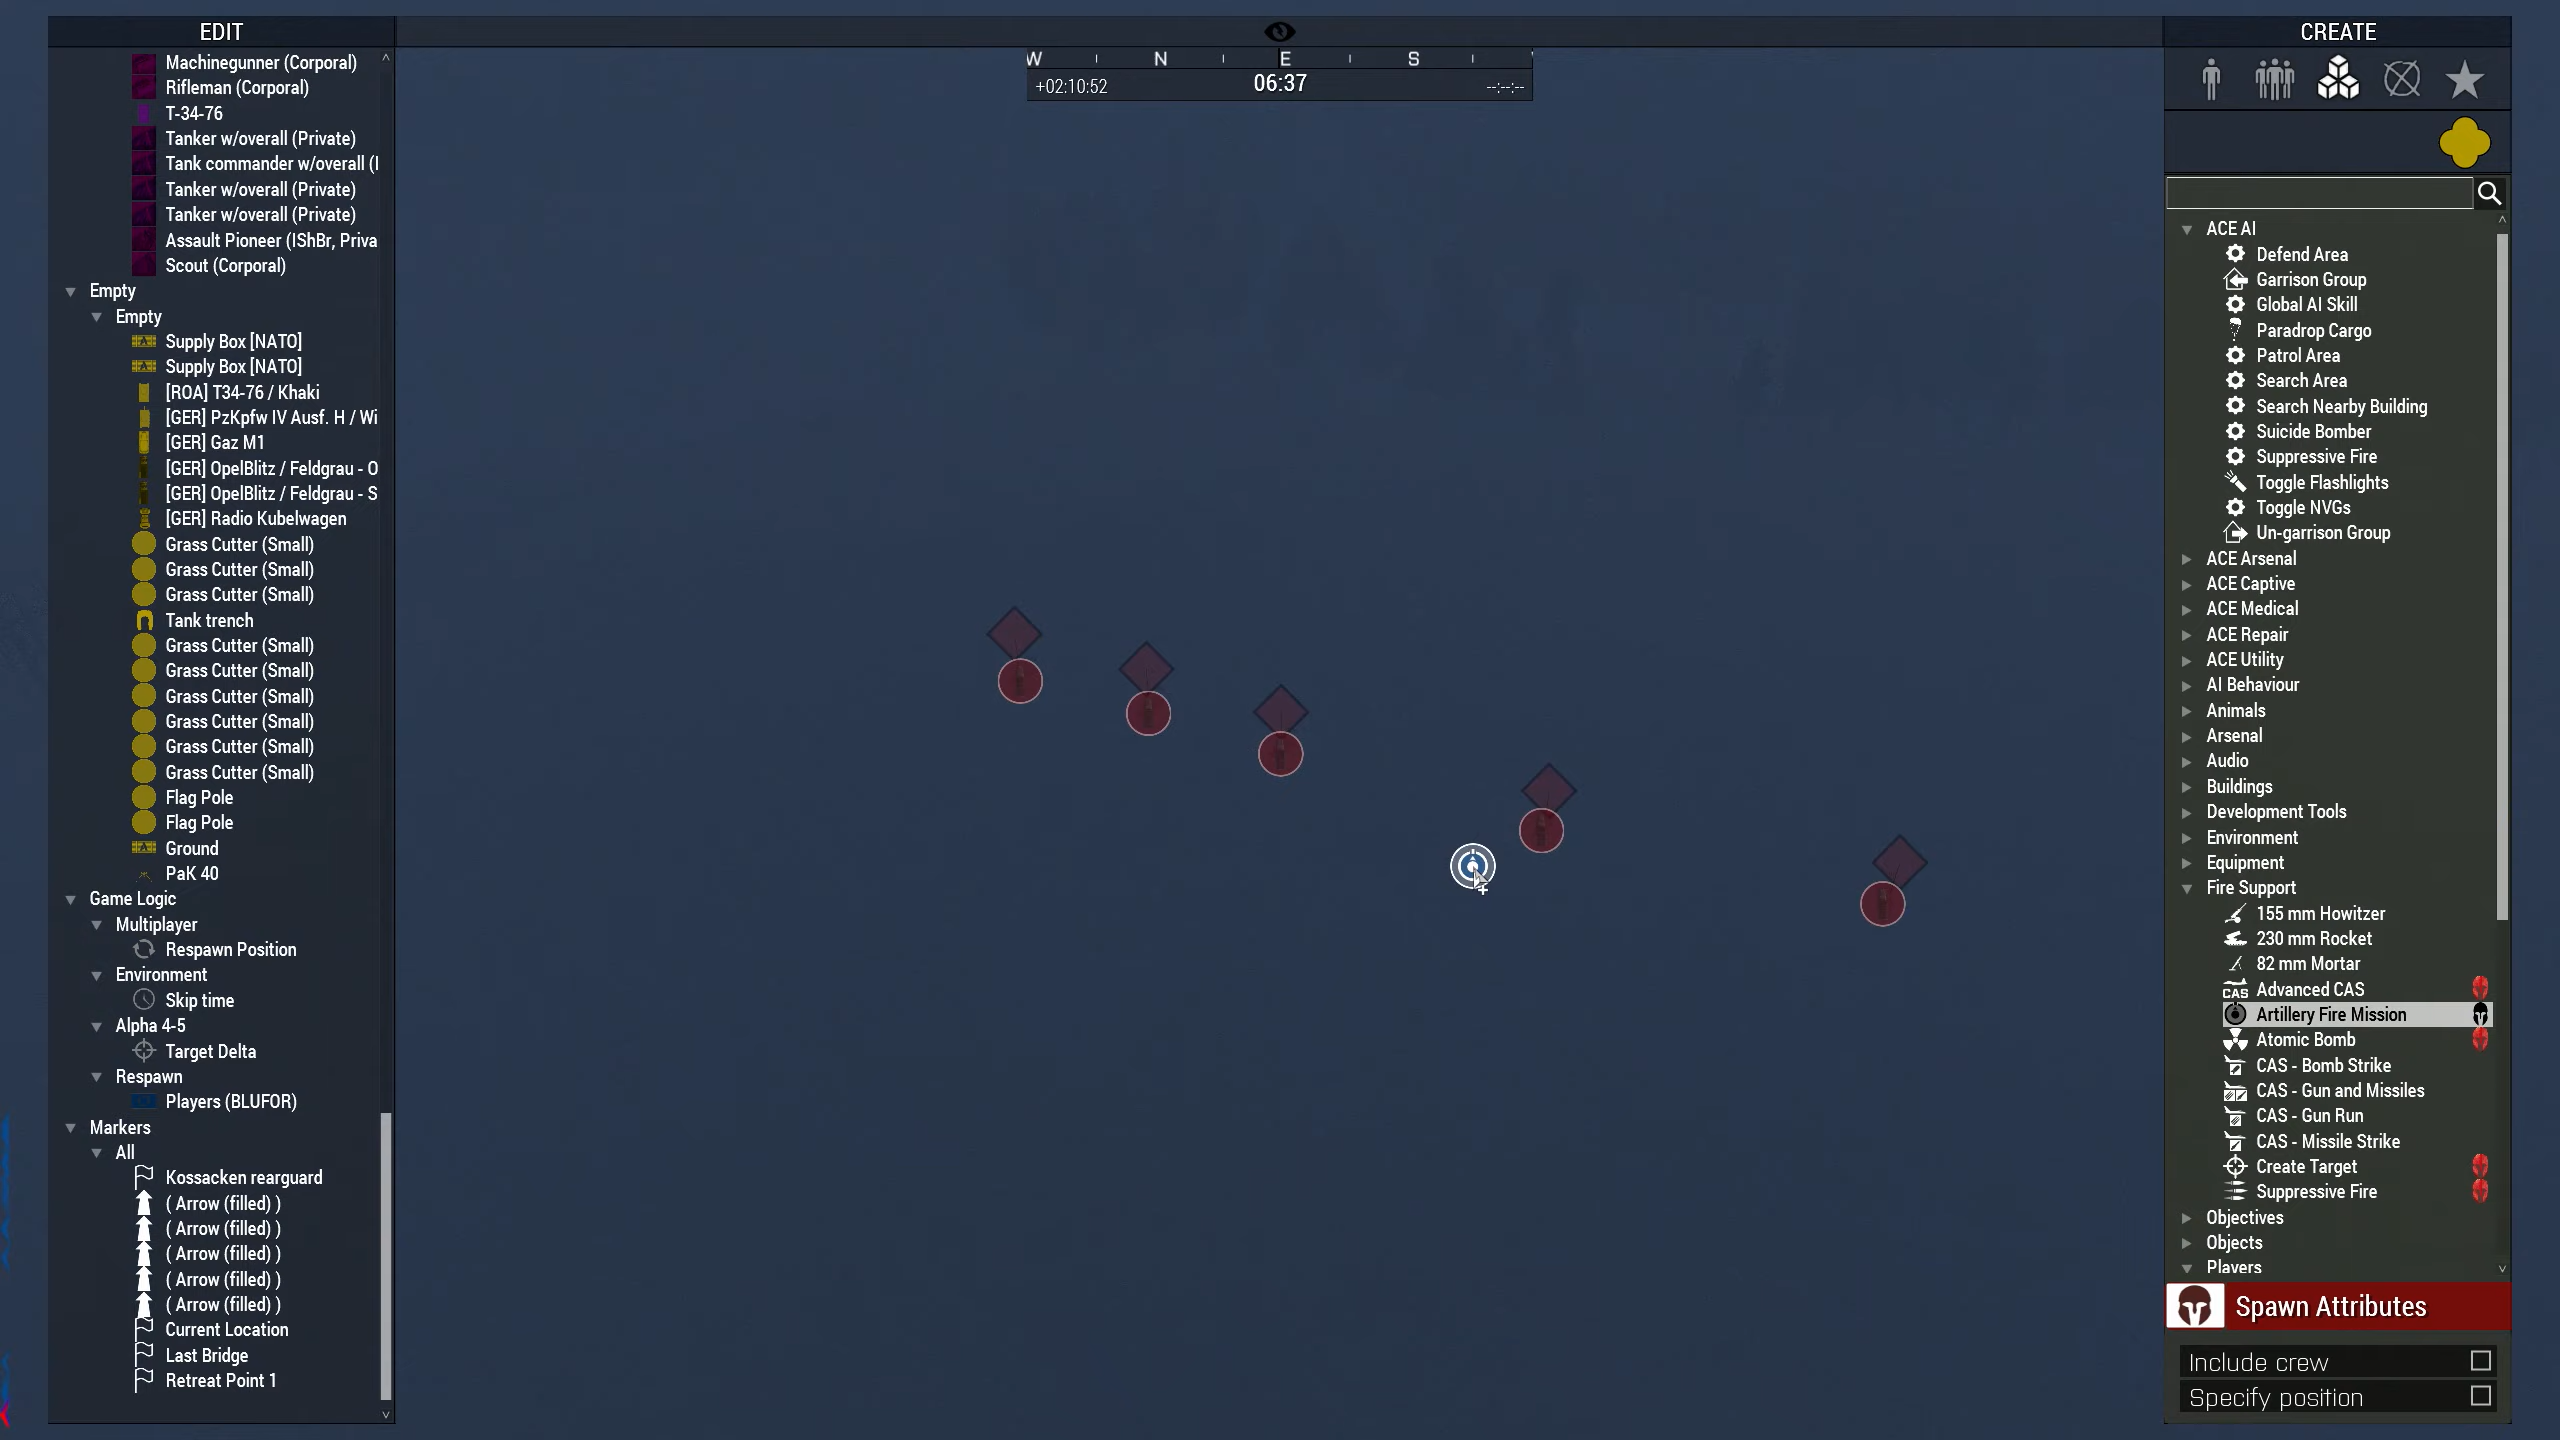 EDIT
Machinegunner (Corporal)
Rifleman (Corporal)
T-34-76
Tanker w/overall (Private)
Tank commander w/overall (I
Tanker w/overall (Private)
Tanker w/overall (Private)
Assault Pioneer (IShBr, Priva
Scout (Corporal)
Empty
Empty
Supply Box [NATO]
Supply Box [NATO]
[ROA] T34-76 / Khaki
[GER] PzKpfw IV Ausf. H / Wi
[GER] Gaz M1
[GER] OpelBlitz / Feldgrau - O
[GER] OpelBlitz / Feldgrau - S
[GER] Radio Kubelwagen
Grass Cutter (Small)
Grass Cutter (Small)
Grass Cutter (Small)
Tank trench
Grass Cutter (Small)
Grass Cutter (Small)
Grass Cutter (Small)
Grass Cutter (Small)
Grass Cutter (Small)
Grass Cutter (Small)
Flag Pole
Flag Pole
Ground
PaK 40
Game Logic
Multiplayer
Respawn Position
Environment
Skip time
Alpha 4-5
Target Delta
Respawn
Players (BLUFOR)
Markers
All
Kossacken rearguard
( Arrow (filled) )
( Arrow (filled) )
( Arrow (filled) )
( Arrow (filled) )
( Arrow (filled) )
Current Location
Last Bridge
Retreat Point 1
W N E S
+02:10:52 06:37 --:--:--
CREATE
ACE AI
Defend Area
Garrison Group
Global AI Skill
Paradrop Cargo
Patrol Area
Search Area
Search Nearby Building
Suicide Bomber
Suppressive Fire
Toggle Flashlights
Toggle NVGs
Un-garrison Group
ACE Arsenal
ACE Captive
ACE Medical
ACE Repair
ACE Utility
AI Behaviour
Animals
Arsenal
Audio
Buildings
Development Tools
Environment
Equipment
Fire Support
155 mm Howitzer
230 mm Rocket
82 mm Mortar
CAS Advanced CAS
Artillery Fire Mission
Atomic Bomb
CAS - Bomb Strike
CAS - Gun and Missiles
CAS - Gun Run
CAS - Missile Strike
Create Target
Suppressive Fire
Objectives
Objects
Players
Spawn Attributes
Include crew
Specify position